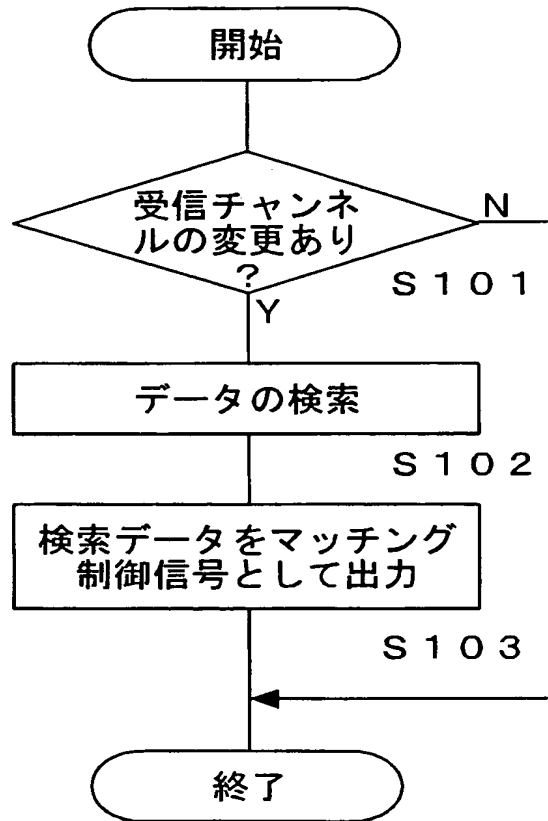 開始
受信チャンネ
ルの変更あり
?
N
S101
Y
データの検索
S102
検索データをマッチング
制御信号として出力
S103
終了